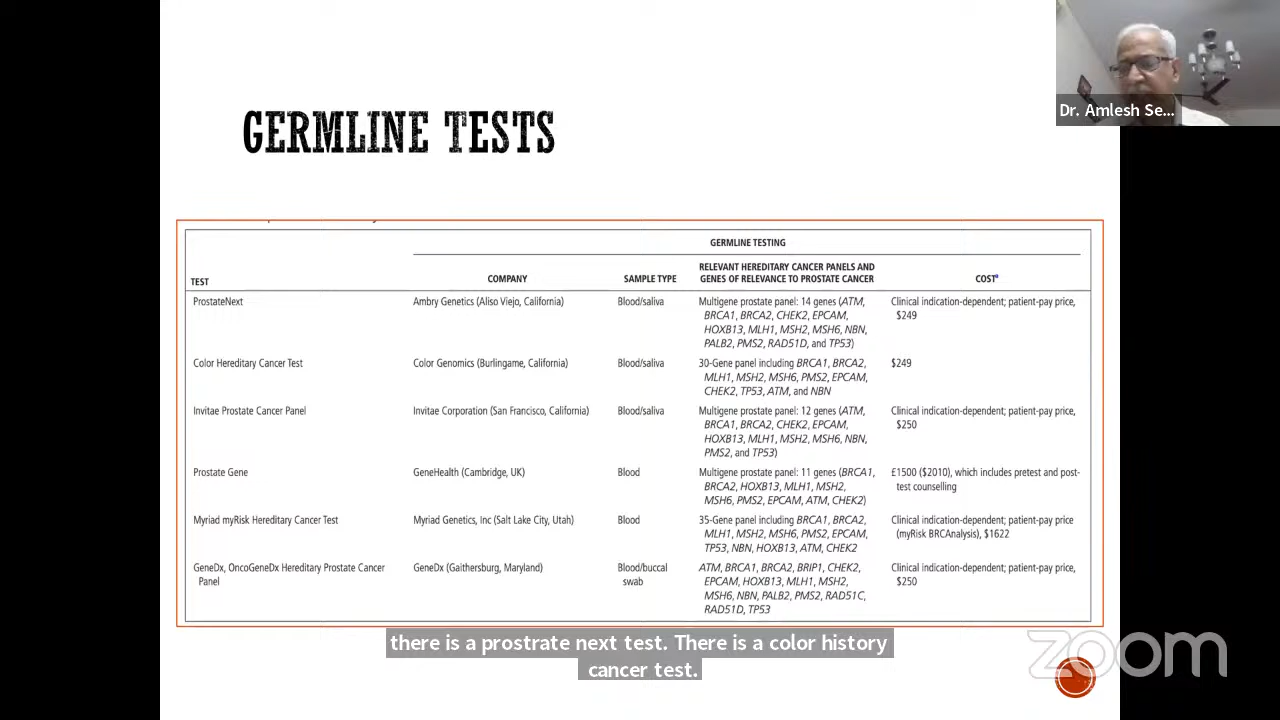 Dr. Amlesh Se...
GERMLINE TESTS
GERMLINE TESTING
TEST
COMPANY
SAMPLE TYPE
RELEVANT HEREDITARY CANCER PANELS AND
GENES OF RELEVANCE TO PROSTATE CANCER
COSTª
ProstateNext
Ambry Genetics (Aliso Viejo, California)
Blood/saliva
Multigene prostate panel: 14 genes (ATM,
BRCA1, BRCA2, CHEK2, EPCAM,
HOXB13, MLH1, MSH2, MSH6, NBN,
PALB2, PMS2, RAD51D, and TP53)
Clinical indication-dependent; patient-pay price,
$249
Color Hereditary Cancer Test
Color Genomics (Burlingame, California)
Blood/saliva
30-Gene panel including BRCA1, BRCA2,
MLH1, MSH2, MSH6, PMS2, EPCAM,
CHEK2, TP53, ATM, and NBN
$249
Invitae Prostate Cancer Panel
Invitae Corporation (San Francisco, California)
Blood/saliva
Multigene prostate panel: 12 genes (ATM,
BRCA1, BRCA2, CHEK2, EPCAM,
HOXB13, MLH1, MSH2, MSH6, NBN,
PMS2, and TP53)
Clinical indication-dependent; patient-pay price,
$250
Prostate Gene
GeneHealth (Cambridge, UK)
Blood
Multigene prostate panel: 11 genes (BRCA1,
BRCA2, HOXB13, MLH1, MSH2,
MSH6, PMS2, EPCAM, ATM, CHEK2)
£1500 ($2010), which includes pretest and post-
test counselling
Myriad myRisk Hereditary Cancer Test
Myriad Genetics, Inc (Salt Lake City, Utah)
Blood
35-Gene panel including BRCA1, BRCA2,
MLH1, MSH2, MSH6, PMS2, EPCAM,
TP53, NBN, HOXB13, ATM, CHEK2
Clinical indication-dependent; patient-pay price
(myRisk BRCAnalysis), $1622
GeneDx, OncoGeneDx Hereditary Prostate Cancer
Panel
GeneDx (Gaithersburg, Maryland)
Blood/buccal
swab
ATM, BRCA1, BRCA2, BRIP1, CHEK2,
EPCAM, HOXB13, MLH1, MSH2,
MSH6, NBN, PALB2, PMS2, RAD51C,
RAD51D, TP53
Clinical indication-dependent; patient-pay price,
$250
there is a prostrate next test. There is a color history
cancer test.
zoom